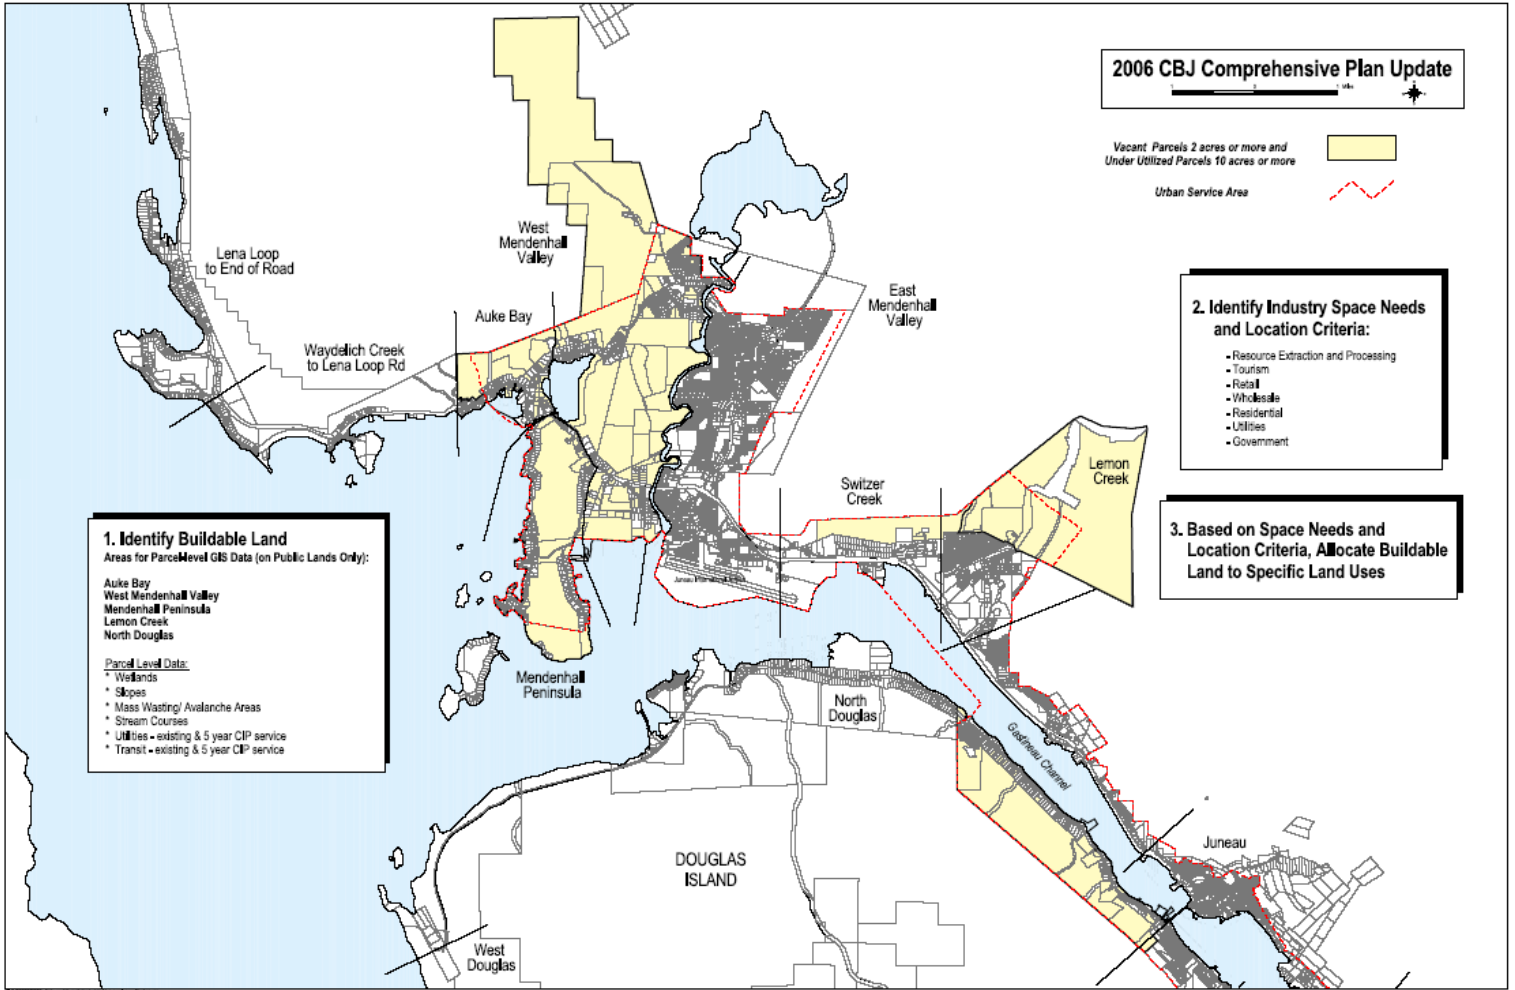 2006 CBJ Comprehensive Plan Update
1 0 1 Miles
Vacant Parcels 2 acres or more and
Under Utilized Parcels 10 acres or more
Urban Service Area
West
Mendenhall
Valley
Lena Loop
to End of Road
Auke Bay
East
Mendenhall
Valley
Waydelich Creek
to Lena Loop Rd
2. Identify Industry Space Needs
and Location Criteria:
- Resource Extraction and Processing
- Tourism
- Retail
- Wholesale
- Residential
- Utilities
- Government
Lemon
Creek
Switzer
Creek
3. Based on Space Needs and
Location Criteria, Allocate Buildable
Land to Specific Land Uses
1. Identify Buildable Land
Areas for Parcel-level GIS Data (on Public Lands Only):
Auke Bay
West Mendenhall Valley
Mendenhall Peninsula
Lemon Creek
North Douglas
Parcel Level Data:
* Wetlands
* Slopes
* Mass Wasting/ Avalanche Areas
* Stream Courses
* Utilities - existing & 5 year CIP service
* Transit - existing & 5 year CIP service
Juneau International
Mendenhall
Peninsula
North
Douglas
Gastineau Channel
Juneau
DOUGLAS
ISLAND
West
Douglas